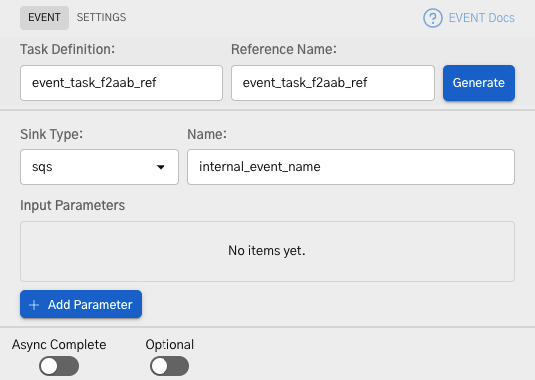 EVENT SETTINGS ? EVENT Docs
Task Definition: Reference Name:
event_task_f2aab_ref event_task_f2aab_ref Generate
Sink Type: Name:
sqs internal_event_name
Input Parameters
No items yet.
+ Add Parameter
Async Complete Optional